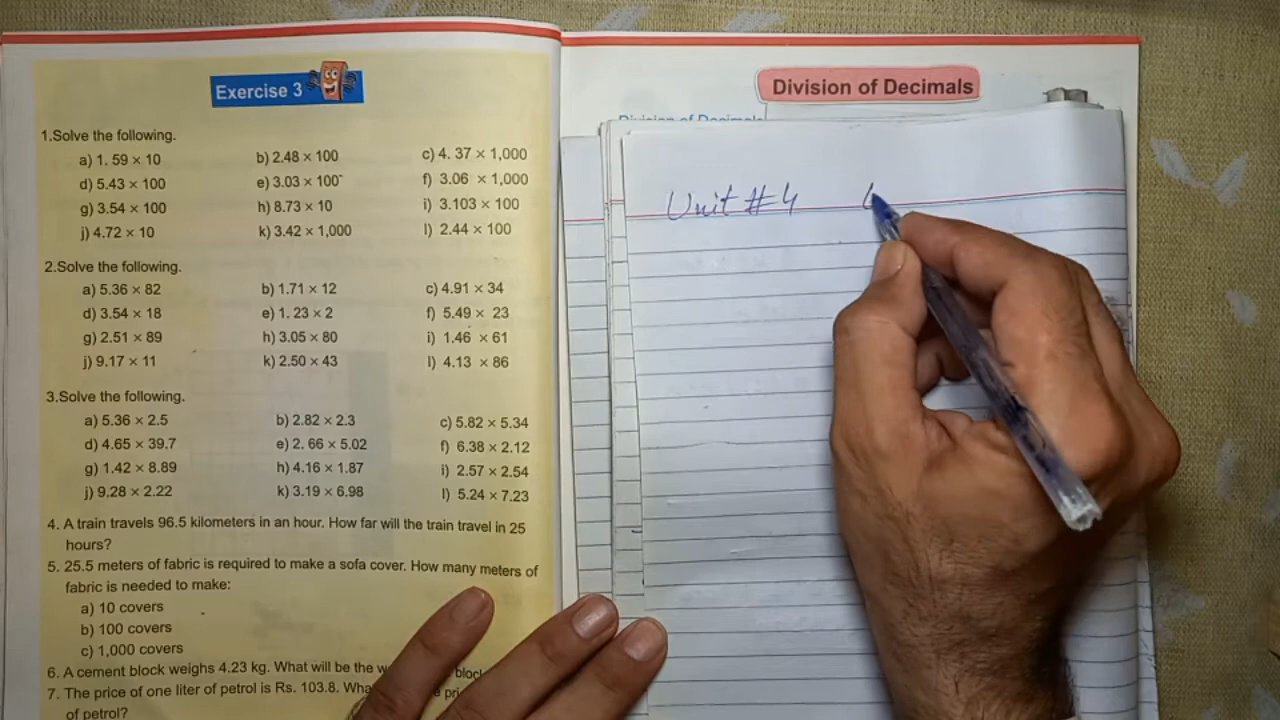 Exercise 3
1.Solve the following.
a) 1. 59 × 10 b) 2.48 × 100 c) 4. 37 × 1,000
d) 5.43 × 100 e) 3.03 × 100 f) 3.06 × 1,000
g) 3.54 × 100 h) 8.73 × 10 i) 3.103 × 100
j) 4.72 × 10 k) 3.42 × 1,000 l) 2.44 × 100
2.Solve the following.
a) 5.36 × 82 b) 1.71 × 12 c) 4.91 × 34
d) 3.54 × 18 e) 1. 23 × 2 f) 5.49 × 23
g) 2.51 × 89 h) 3.05 × 80 i) 1.46 × 61
j) 9.17 × 11 k) 2.50 × 43 l) 4.13 × 86
3.Solve the following.
a) 5.36 × 2.5 b) 2.82 × 2.3 c) 5.82 × 5.34
d) 4.65 × 39.7 e) 2. 66 × 5.02 f) 6.38 × 2.12
g) 1.42 × 8.89 h) 4.16 × 1.87 i) 2.57 × 2.54
j) 9.28 × 2.22 k) 3.19 × 6.98 l) 5.24 × 7.23
4. A train travels 96.5 kilometers in an hour. How far will the train travel in 25
hours?
5. 25.5 meters of fabric is required to make a sofa cover. How many meters of
fabric is needed to make:
a) 10 covers
b) 100 covers
c) 1,000 covers
6. A cement block weighs 4.23 kg. What will be the
7. The price of one liter of petrol is Rs. 103.8.
of petrol?
Division of Decimals
Division of Decimals
Unit # 4